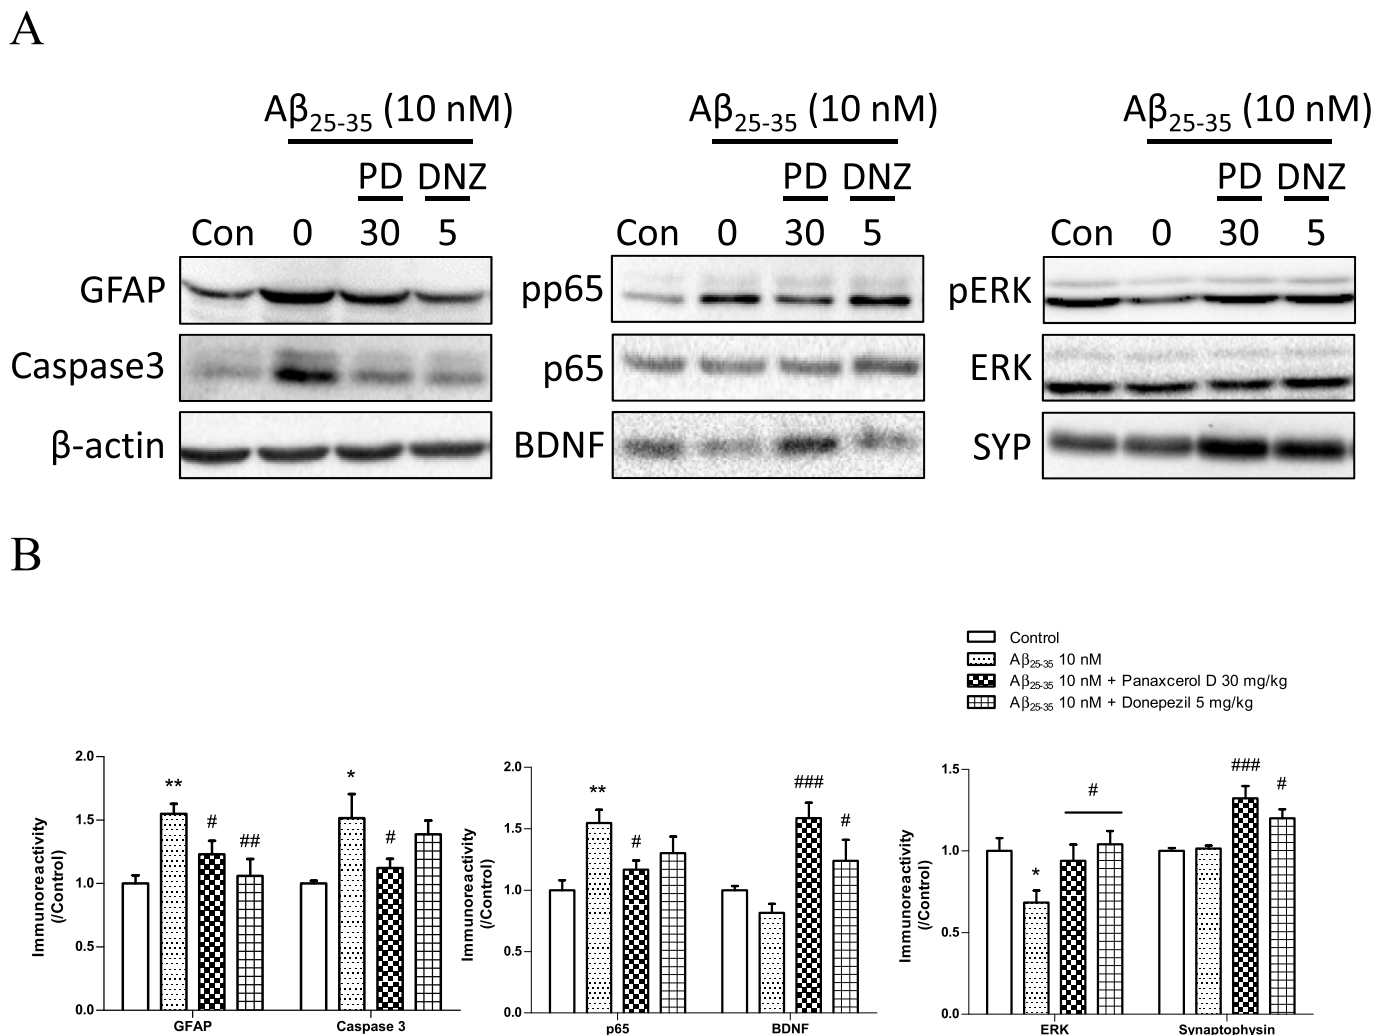 A
Aβ25-35 (10 nM) Aβ25-35 (10 nM) Aβ25-35 (10 nM)
PD DNZ PD DNZ PD DNZ
Con 0 30 5 Con 0 30 5 Con 0 30 5
GFAP pp65 pERK
Caspase3 p65 ERK
β-actin BDNF SYP
B
Control
Aβ25-35 10 nM
Aβ25-35 10 nM + Panaxcerol D 30 mg/kg
Aβ25-35 10 nM + Donepezil 5 mg/kg
Immunoreactivity
(/Control)
2.0
1.5
1.0
0.5
0.0
** # ## * #
GFAP Caspase 3
Immunoreactivity
(/Control)
2.0
1.5
1.0
0.5
0.0
** # ### #
p65 BDNF
Immunoreactivity
(/Control)
1.5
1.0
0.5
0.0
* # ### #
ERK Synaptophysin